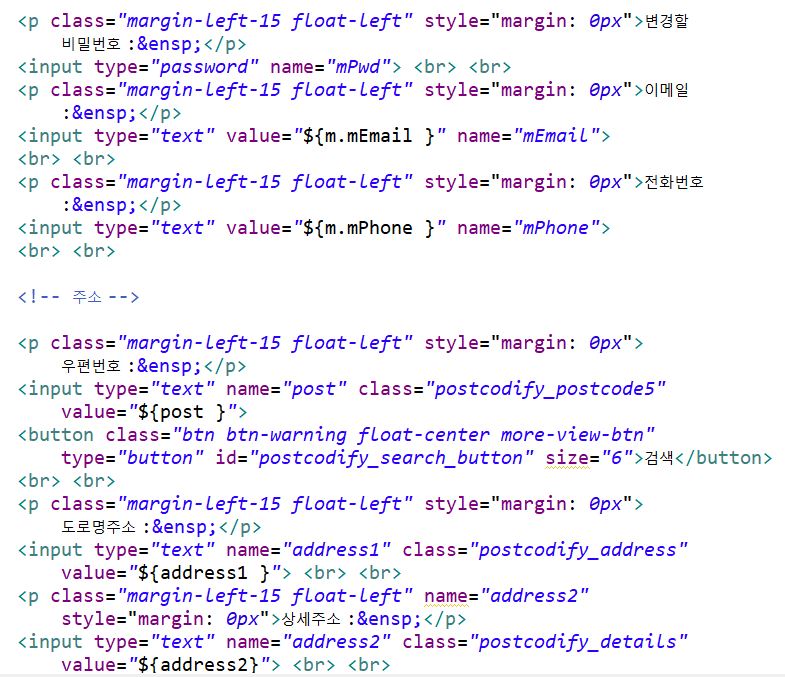 <p class="margin-left-15 float-left" style="margin: 0px">변경할
비밀번호 :&ensp;</p>
<input type="password" name="mPwd"> <br> <br>
<p class="margin-left-15 float-left" style="margin: 0px">이메일
:&ensp;</p>
<input type="text" value="${m.mEmail }" name="mEmail">
<br> <br>
<p class="margin-left-15 float-left" style="margin: 0px">전화번호
:&ensp;</p>
<input type="text" value="${m.mPhone }" name="mPhone">
<br> <br>
<!-- 주소 -->
<p class="margin-left-15 float-left" style="margin: 0px">
우편번호 :&ensp;</p>
<input type="text" name="post" class="postcodify_postcode5"
value="${post }">
<button class="btn btn-warning float-center more-view-btn"
type="button" id="postcodify_search_button" size="6">검색</button>
<br> <br>
<p class="margin-left-15 float-left" style="margin: 0px">
도로명주소 :&ensp;</p>
<input type="text" name="address1" class="postcodify_address"
value="${address1 }"> <br> <br>
<p class="margin-left-15 float-left" name="address2"
style="margin: 0px">상세주소 :&ensp;</p>
<input type="text" name="address2" class="postcodify_details"
value="${address2}"> <br> <br>